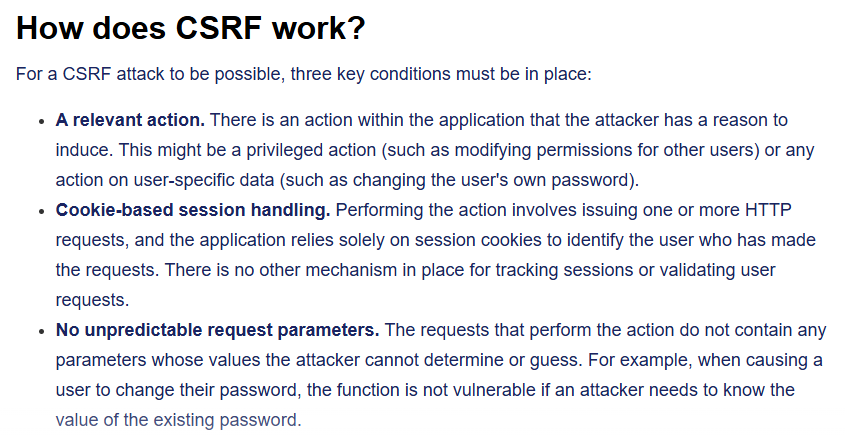 How does CSRF work?
For a CSRF attack to be possible, three key conditions must be in place:
• A relevant action. There is an action within the application that the attacker has a reason to
induce. This might be a privileged action (such as modifying permissions for other users) or any
action on user-specific data (such as changing the user's own password).
• Cookie-based session handling. Performing the action involves issuing one or more HTTP
requests, and the application relies solely on session cookies to identify the user who has made
the requests. There is no other mechanism in place for tracking sessions or validating user
requests.
• No unpredictable request parameters. The requests that perform the action do not contain any
parameters whose values the attacker cannot determine or guess. For example, when causing a
user to change their password, the function is not vulnerable if an attacker needs to know the
value of the existing password.